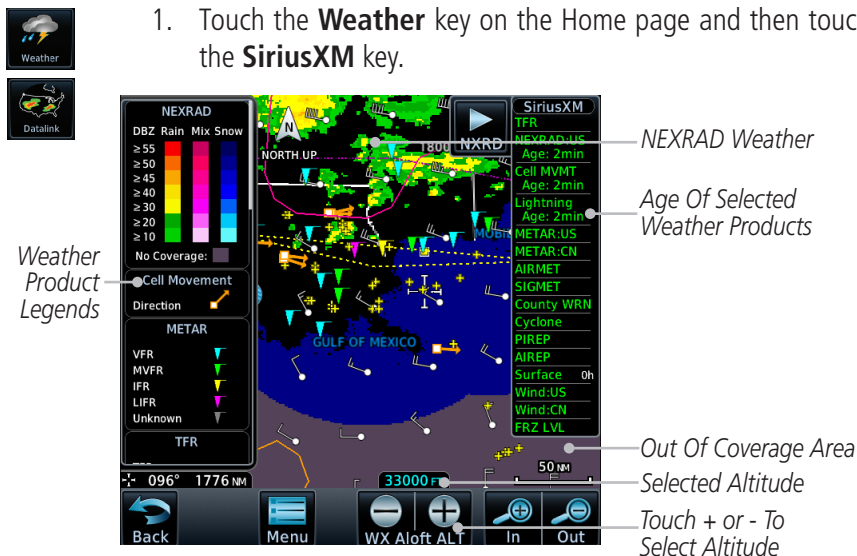 1. Touch the Weather key on the Home page and then touc
the SiriusXM key.
Weather
Datalink
NEXRAD
DBZ Rain Mix Snow
≥ 55
≥ 50
≥ 45
≥ 40
≥ 30
≥ 20
≥ 10
No Coverage:
Cell Movement
Direction
METAR
VFR
MVFR
IFR
LIFR
Unknown
TFR
N
NORTH UP
1800
NXRD
GULF OF MEXICO
SiriusXM
TFR
NEXRAD:US
Age: 2min
Cell MVMT
Age: 2min
Lightning
Age: 2min
METAR:US
METAR:CN
AIRMET
SIGMET
County WRN
Cyclone
PIREP
AIREP
Surface 0h
Wind:US
Wind:CN
FRZ LVL
50 NM
096° 1776 NM
33000 FT
Back
Menu
WX Aloft ALT
In
Out
Weather
Product
Legends
NEXRAD Weather
Age Of Selected
Weather Products
Out Of Coverage Area
Selected Altitude
Touch + or - To
Select Altitude